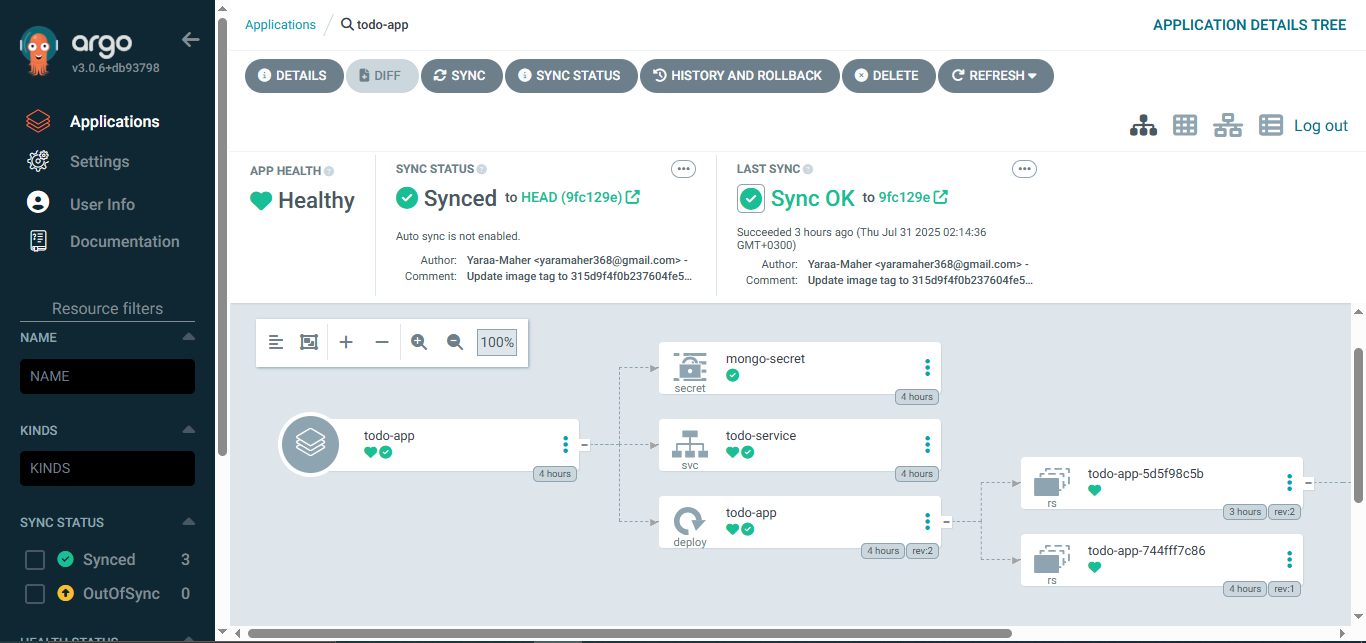 argo
v3.0.6+db93798
Applications
Settings
User Info
Documentation
Resource filters
NAME
NAME
KINDS
KINDS
SYNC STATUS
Synced 3
OutOfSync 0
HEALTH STATUS
Applications / todo-app
APPLICATION DETAILS TREE
DETAILS DIFF SYNC SYNC STATUS HISTORY AND ROLLBACK DELETE REFRESH
Log out
APP HEALTH
Healthy
SYNC STATUS
Synced to HEAD (9fc129e)
Auto sync is not enabled.
Author: Yaraa-Maher <yaramaher368@gmail.com> -
Comment: Update image tag to 315d9f4f0b237604fe5...
LAST SYNC
Sync OK to 9fc129e
Succeeded 3 hours ago (Thu Jul 31 2025 02:14:36
GMT+0300)
Author: Yaraa-Maher <yaramaher368@gmail.com> -
Comment: Update image tag to 315d9f4f0b237604fe5...
100%
todo-app
4 hours
mongo-secret
secret
4 hours
todo-service
svc
4 hours
todo-app
deploy
4 hours rev:2
todo-app-5d5f98c5b
rs
3 hours rev:2
todo-app-744fff7c86
rs
4 hours rev:1